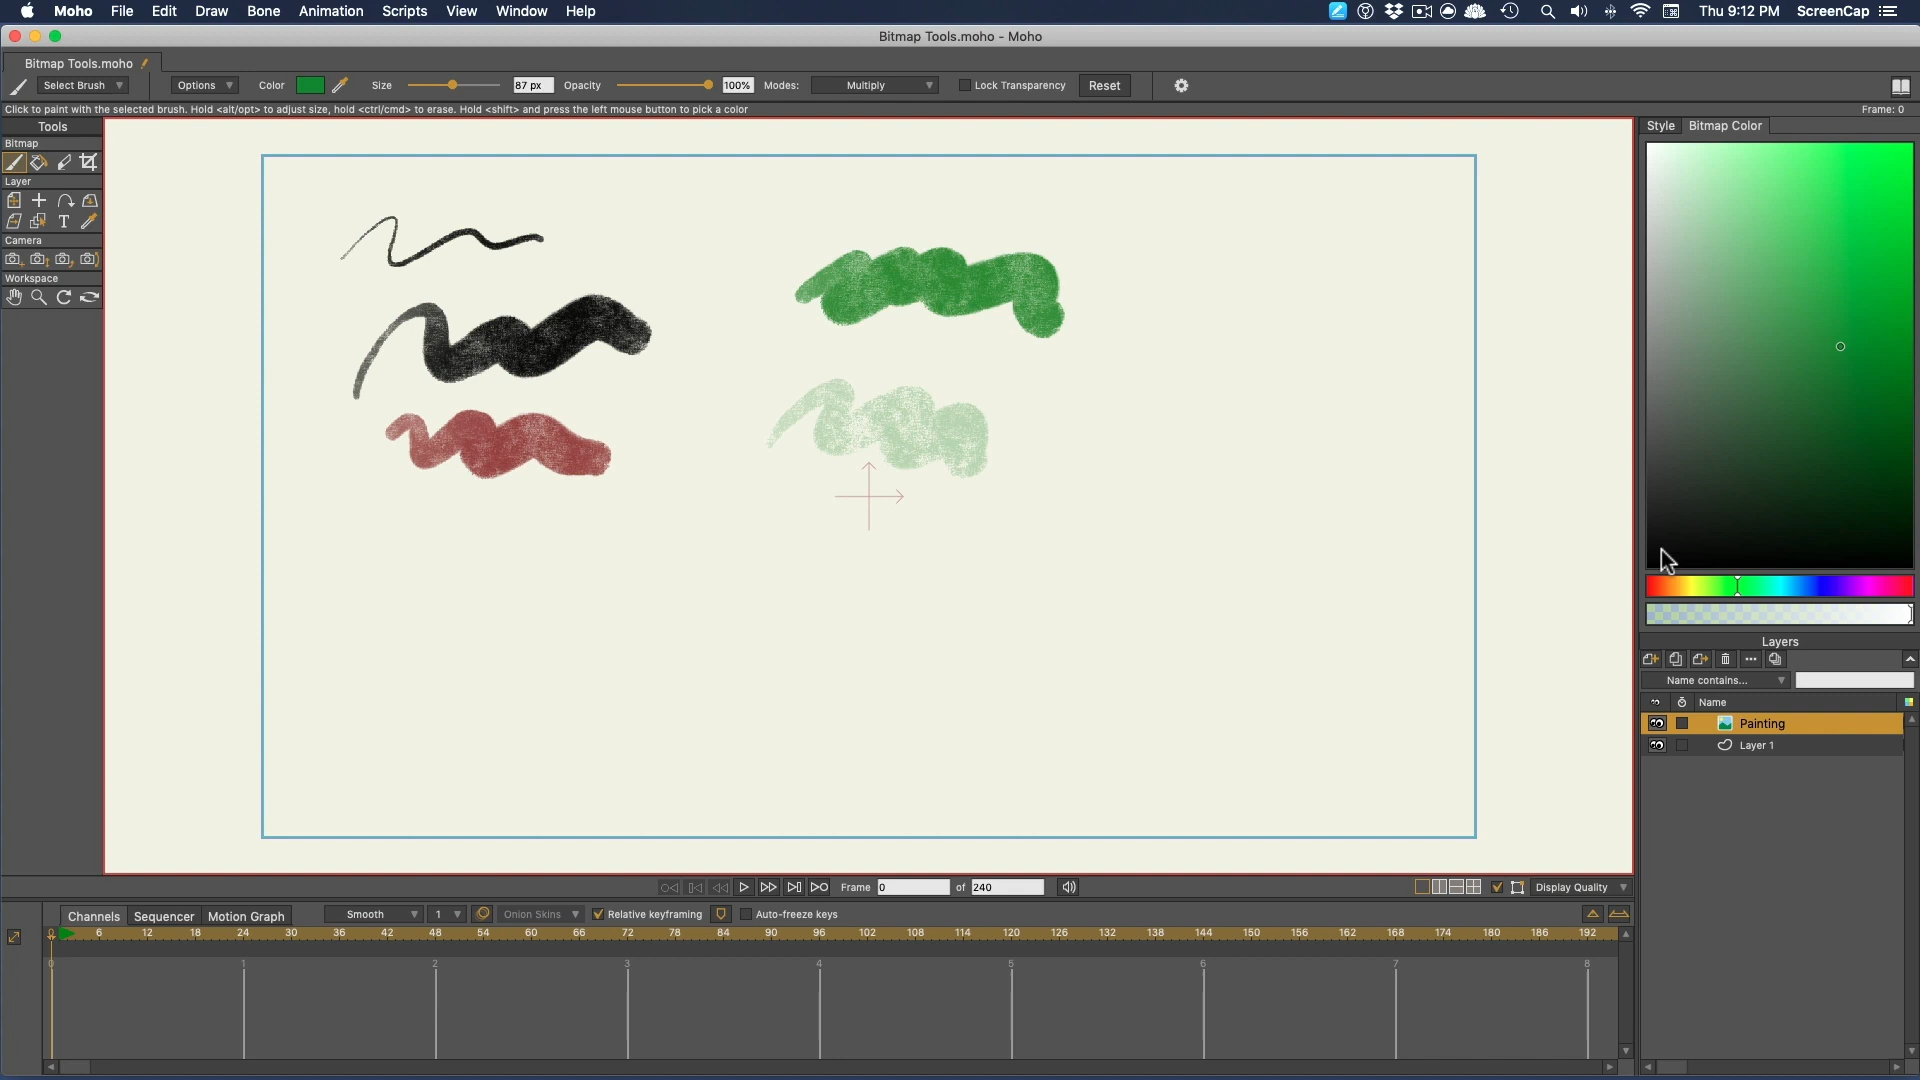 Moho File Edit Draw Bone Animation Scripts View Window Help Thu 9:12 PM ScreenCap
Bitmap Tools.moho - Moho
Bitmap Tools.moho
Select Brush Options Color Size 87 px Opacity 100% Modes: Multiply Lock Transparency Reset
Click to paint with the selected brush. Hold <alt/opt> to adjust size, hold <ctrl/cmd> to erase. Hold <shift> and press the left mouse button to pick a color Frame: 0
Tools
Bitmap
Layer
T
Camera
Workspace
Style Bitmap Color
Layers
Name contains...
Name
Painting
Layer 1
Frame 0 of 240 Display Quality
Channels Sequencer Motion Graph Smooth 1 Onion Skins Relative keyframing Auto-freeze keys
0 6 12 18 24 30 36 42 48 54 60 66 72 78 84 90 96 102 108 114 120 126 132 138 144 150 156 162 168 174 180 186 192
0 1 2 3 4 5 6 7 8